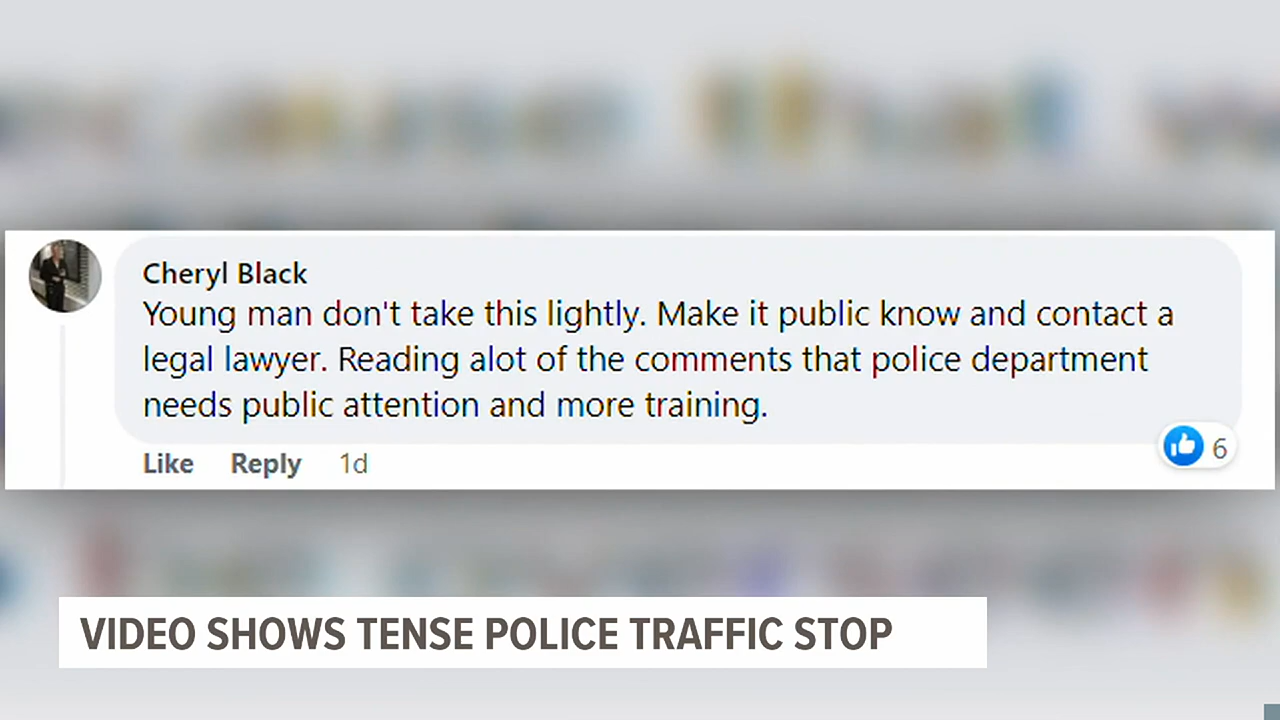 Cheryl Black
Young man don't take this lightly. Make it public know and contact a
legal lawyer. Reading alot of the comments that police department
needs public attention and more training.
Like Reply 1d
6
VIDEO SHOWS TENSE POLICE TRAFFIC STOP